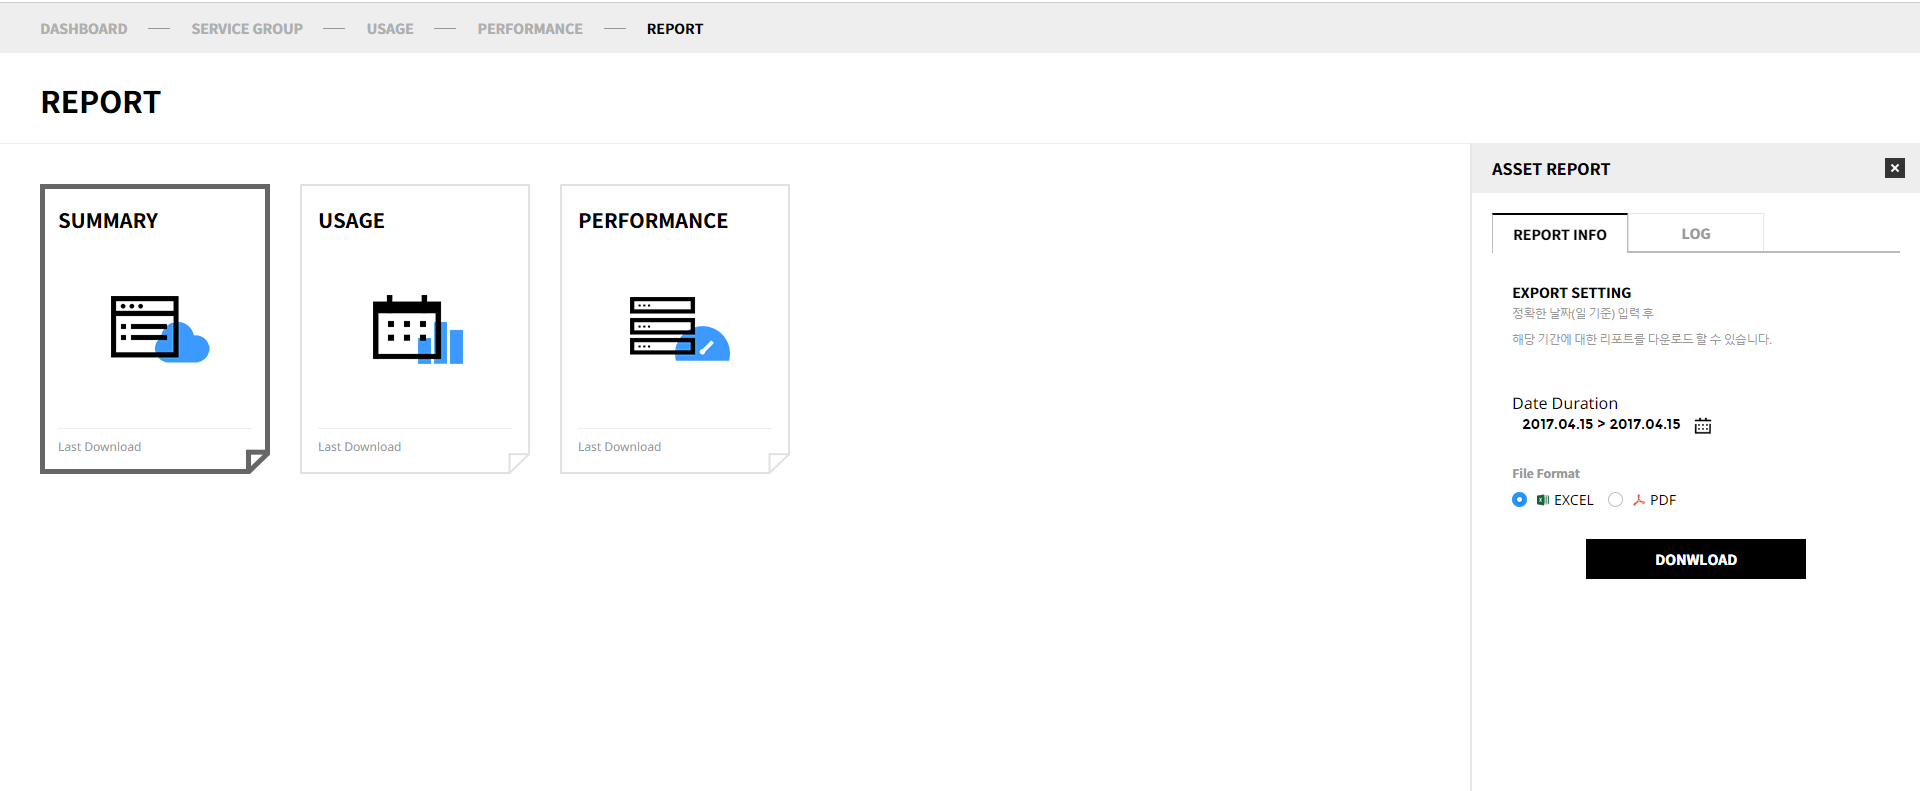 DASHBOARD — SERVICE GROUP — USAGE — PERFORMANCE — REPORT
REPORT
SUMMARY
Last Download
USAGE
Last Download
PERFORMANCE
Last Download
ASSET REPORT
REPORT INFO
LOG
EXPORT SETTING
정확한 날짜(일 기준) 입력 후
해당 기간에 대한 리포트를 다운로드 할 수 있습니다.
Date Duration
2017.04.15 > 2017.04.15
File Format
EXCEL PDF
DONWLOAD